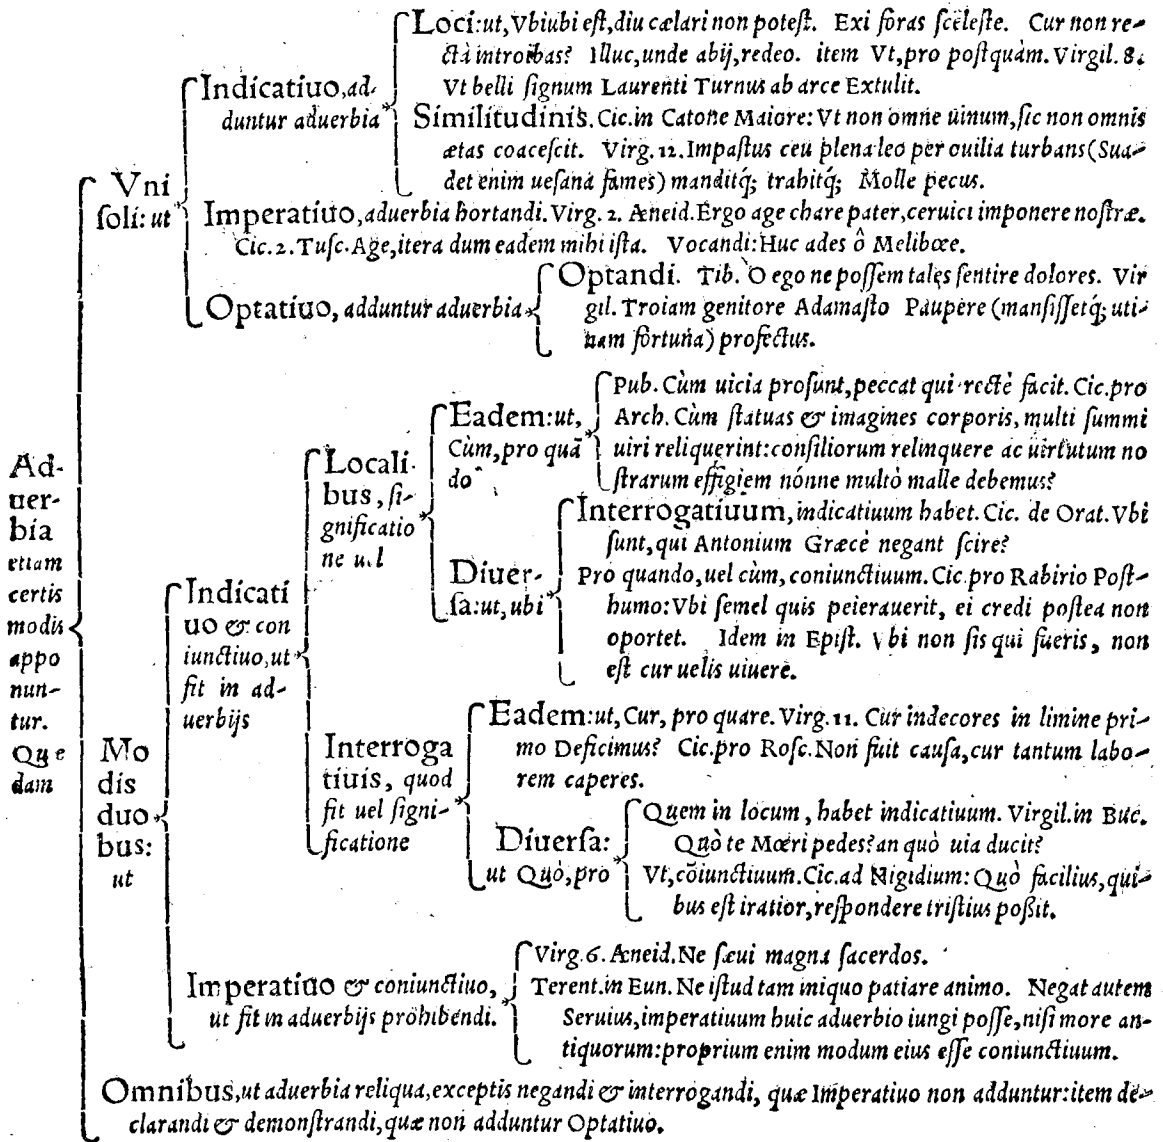 Ad-
uer-
bia
etiam
certis
modis
appo
nun-
tur.
Quę
dam
Vni
soli: ut
Indicatiuo, ad-
duntur aduerbia
Loci: ut, Vbiubi est, diu cælari non potest. Exi foras sceleste. Cur non re-
ctà introibas? Illuc, unde abij, redeo. item Vt, pro postquàm. Virgil. 8.
Vt belli signum Laurenti Turnus ab arce Extulit.
Similitudinis. Cic. in Catone Maiore: Vt non omne uinum, sic non omnis
ætas coacescit. Virg. 12. Impastus ceu plena leo per ouilia turbans (Sua-
det enim uesana fames) manditq; trahitq; Molle pecus.
Imperatiuo, aduerbia hortandi. Virg. 2. Æneid. Ergo age chare pater, ceruici imponere nostræ.
Cic. 2. Tusc. Age, itera dum eadem mihi ista. Vocandi: Huc ades ô Melibœe.
Optatiuo, adduntur aduerbia
Optandi. Tib. O ego ne possem tales sentire dolores. Vir
gil. Troiam genitore Adamasto Paupere (mansissetq; uti-
nam fortuna) profectus.
Mo
dis
duo
bus:
ut
Indicati
uo & con
iunctiuo, ut
fit in ad-
uerbijs
Locali
bus, si-
gnificatio
ne uel
Eadem: ut,
Cùm, pro quā
do
Pub. Cùm uicia prosunt, peccat qui rectè facit. Cic. pro
Arch. Cùm statuas & imagines corporis, multi summi
uiri reliquerint: consiliorum relinquere ac uirtutum no
strarum effigiem nónne multò malle debemus?
Diuer-
sa: ut, ubi
Interrogatiuum, indicatiuum habet. Cic. de Orat. Vbi
sunt, qui Antonium Græcè negant scire?
Pro quando, uel cùm, coniunctiuum. Cic. pro Rabirio Post-
humo: Vbi semel quis peierauerit, ei credi postea non
oportet. Idem in Epist. Vbi non sis qui fueris, non
est cur uelis uiuere.
Interroga
tiuis, quod
fit uel signi-
ficatione
Eadem: ut, Cur, pro quare. Virg. 11. Cur indecores in limine pri-
mo Deficimus? Cic. pro Rosc. Non fuit causa, cur tantum labo-
rem caperes.
Diuersa:
ut Quò, pro
Quem in locum, habet indicatiuum. Virgil. in Buc.
Quò te Mœri pedes? an quò uia ducit?
Vt, cōiunctiuum. Cic. ad Nigidium: Quò facilius, qui-
bus est iratior, respondere tristius poßit.
Imperatiuo & coniunctiuo,
ut fit in aduerbijs prohibendi.
Virg. 6. Æneid. Ne sæui magna sacerdos.
Terent. in Eun. Ne istud tam iniquo patiare animo. Negat autem
Seruius, imperatiuum huic aduerbio iungi posse, nisi more an-
tiquorum: proprium enim modum eius esse coniunctiuum.
Omnibus, ut aduerbia reliqua, exceptis negandi & interrogandi, quæ Imperatiuo non adduntur: item de-
clarandi & demonstrandi, quæ non adduntur Optatiuo.